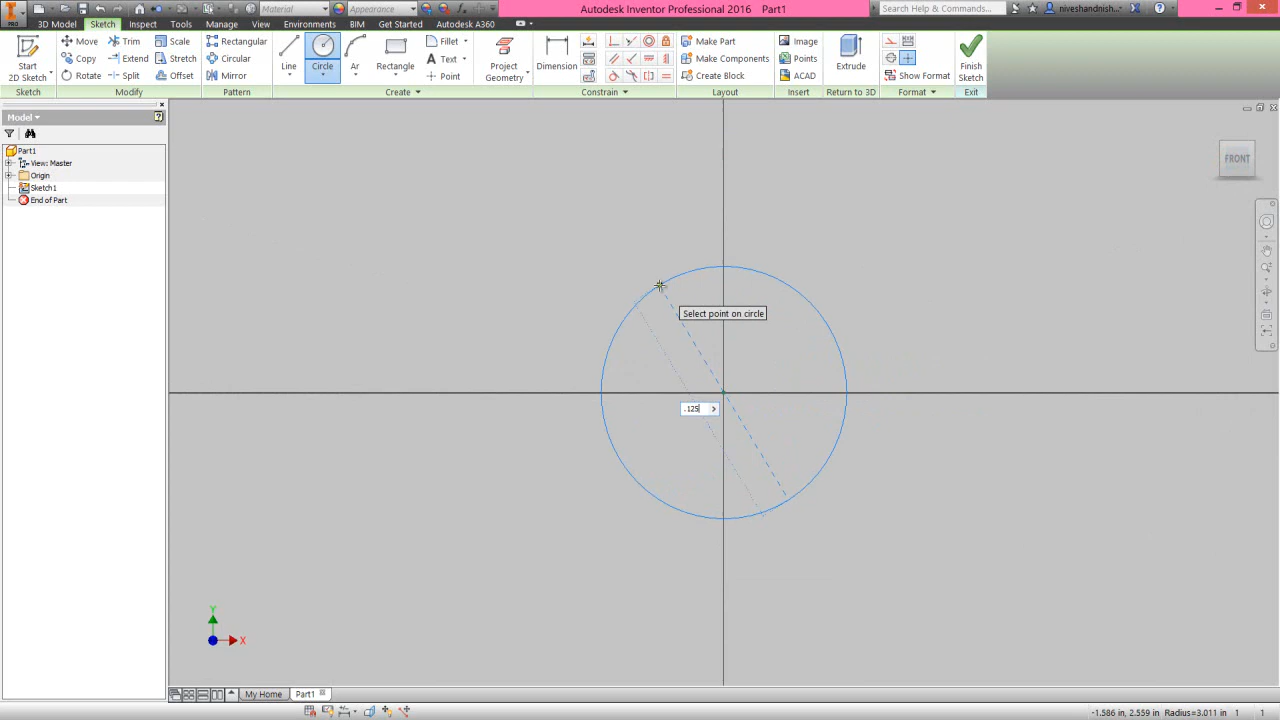 PRO
Material
Appearance
Autodesk Inventor Professional 2016 Part1
Search Help & Commands...
niveshandnish...
3D Model Sketch Inspect Tools Manage View Environments BIM Get Started Autodesk A360
Start
2D Sketch
Move Trim Scale
Copy Extend Stretch
Rotate Split Offset
Rectangular
Circular
Mirror
Line
Circle
Arc
Rectangle
Fillet
Text
Point
Project
Geometry
Dimension
Make Part
Make Components
Create Block
Image
Points
ACAD
Extrude
Show Format
Finish
Sketch
Sketch Modify Pattern Create Constrain Layout Insert Return to 3D Format Exit
Model
Part1
View: Master
Origin
Sketch1
End of Part
FRONT
Select point on circle
.125
Y
X
My Home Part1
-1.586 in, 2.559 in Radius=3.011 in 1 1